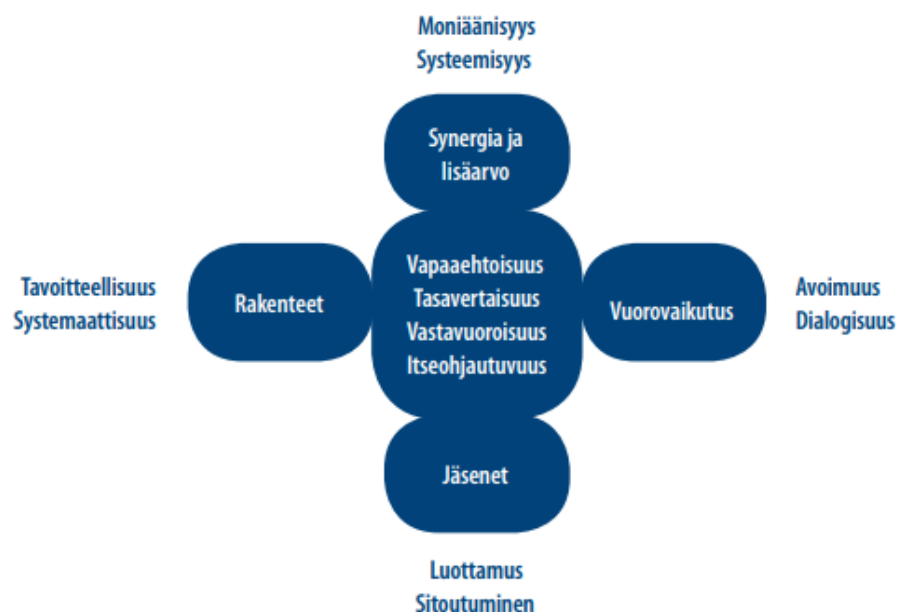 Moniäänisyys
Systeemisyys
Synergia ja
lisäarvo
Tavoitteellisuus
Systemaattisuus
Rakenteet
Vapaaehtoisuus
Tasavertaisuus
Vastavuoroisuus
Itseohjautuvuus
Vuorovaikutus
Avoimuus
Dialogisuus
Jäsenet
Luottamus
Sitoutuminen